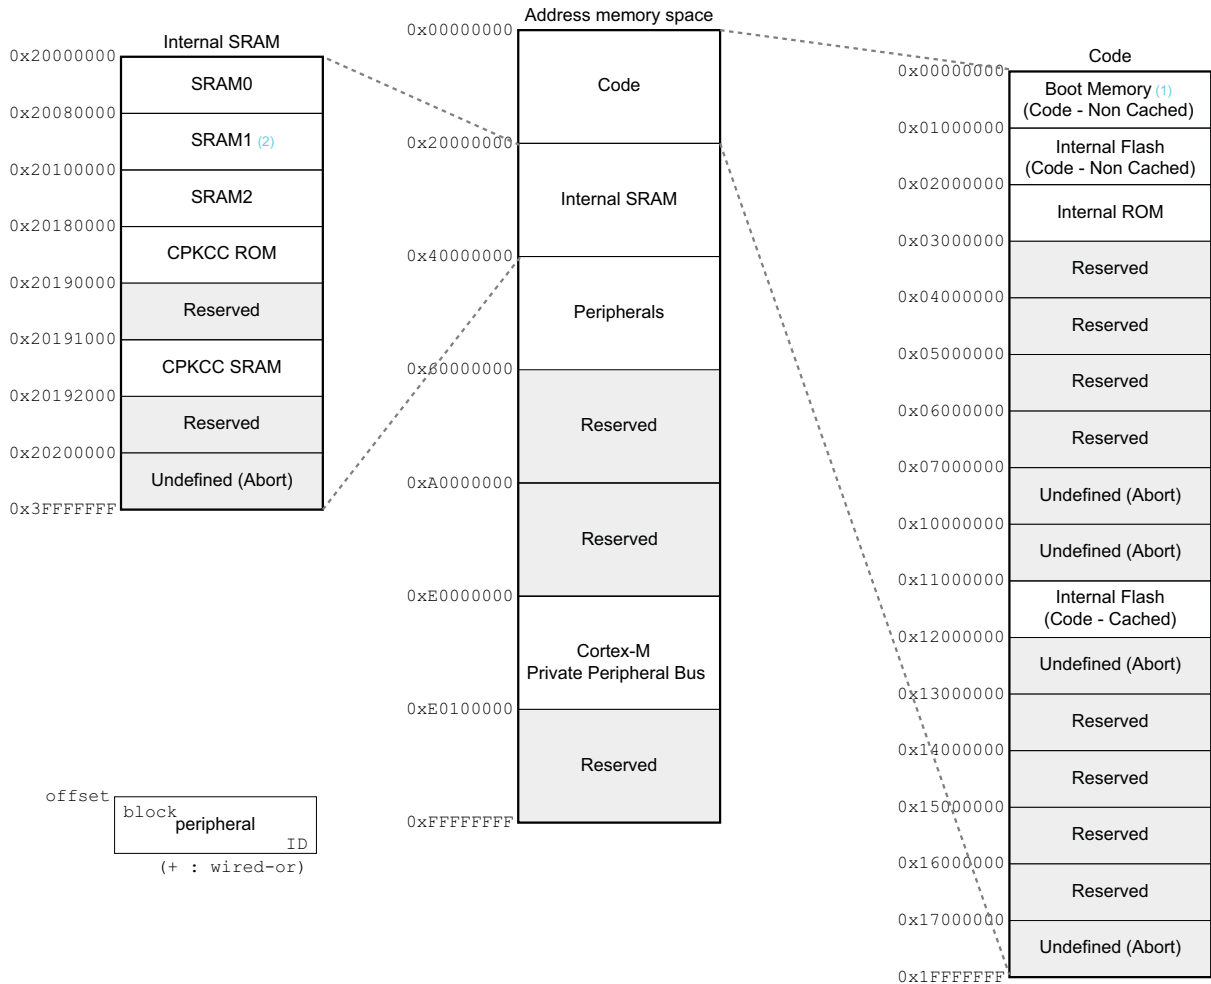 Internal SRAM
0x20000000
SRAM0
0x20080000
SRAM1 (2)
0x20100000
SRAM2
0x20180000
CPKCC ROM
0x20190000
Reserved
0x20191000
CPKCC SRAM
0x20192000
Reserved
0x20200000
Undefined (Abort)
0x3FFFFFFF
Address memory space
0x00000000
Code
0x20000000
Internal SRAM
0x40000000
Peripherals
0x60000000
Reserved
0xA0000000
Reserved
0xE0000000
Cortex-M
Private Peripheral Bus
0xE0100000
Reserved
0xFFFFFFFF
Code
0x00000000
Boot Memory (1)
(Code - Non Cached)
0x01000000
Internal Flash
(Code - Non Cached)
0x02000000
Internal ROM
0x03000000
Reserved
0x04000000
Reserved
0x05000000
Reserved
0x06000000
Reserved
0x07000000
Undefined (Abort)
0x10000000
Undefined (Abort)
0x11000000
Internal Flash
(Code - Cached)
0x12000000
Undefined (Abort)
0x13000000
Reserved
0x14000000
Reserved
0x15000000
Reserved
0x16000000
Reserved
0x17000000
Undefined (Abort)
0x1FFFFFFF
offset
block
peripheral
ID
(+ : wired-or)